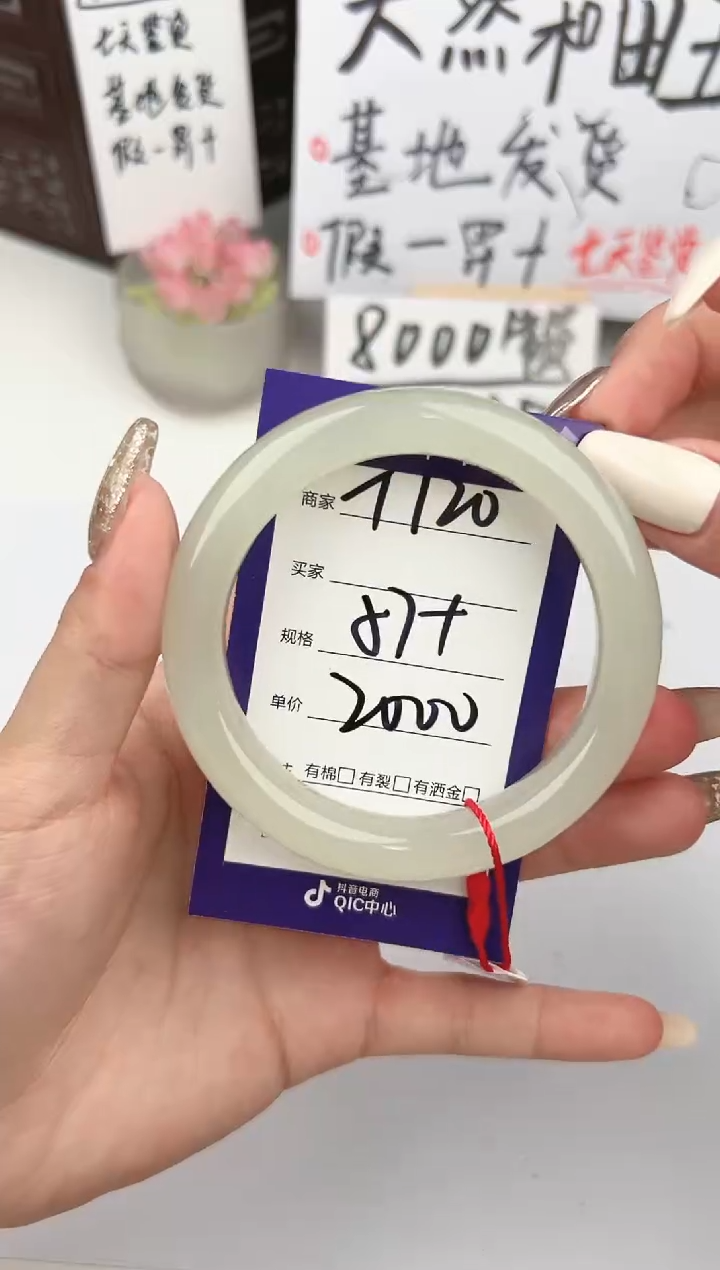 七天鉴定
基地发货
假一罚十
天然和田玉
基地发货
假一罚十 七天鉴定
8000
商家 1120
买家
规格 87+
单价 2000
有棉□ 有裂□ 有洒金□
抖音电商
QIC中心